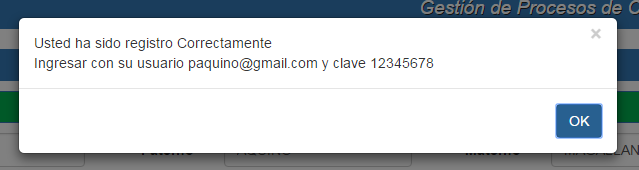 Gestión de Procesos de
×
Usted ha sido registro Correctamente
Ingresar con su usuario paquino@gmail.com y clave 12345678
OK